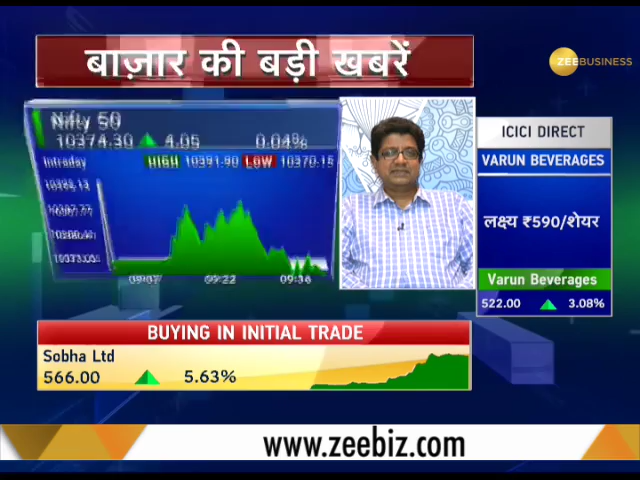 बाज़ार की बड़ी खबरें
ZEEBUSINESS
Nifty 50
10374.30 4.05 0.04%
Intraday HIGH 10391.90 LOW 10370.15
09:07 09:22 09:36
ICICI DIRECT
VARUN BEVERAGES
लक्ष्य ₹590/शेयर
Varun Beverages
522.00 3.08%
BUYING IN INITIAL TRADE
Sobha Ltd
566.00 5.63%
www.zeebiz.com